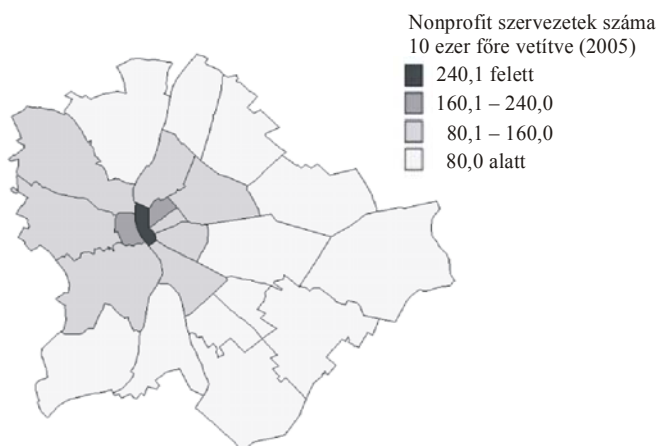 Nonprofit szervezetek száma
10 ezer főre vetítve (2005)
240,1 felett
160,1 – 240,0
80,1 – 160,0
80,0 alatt